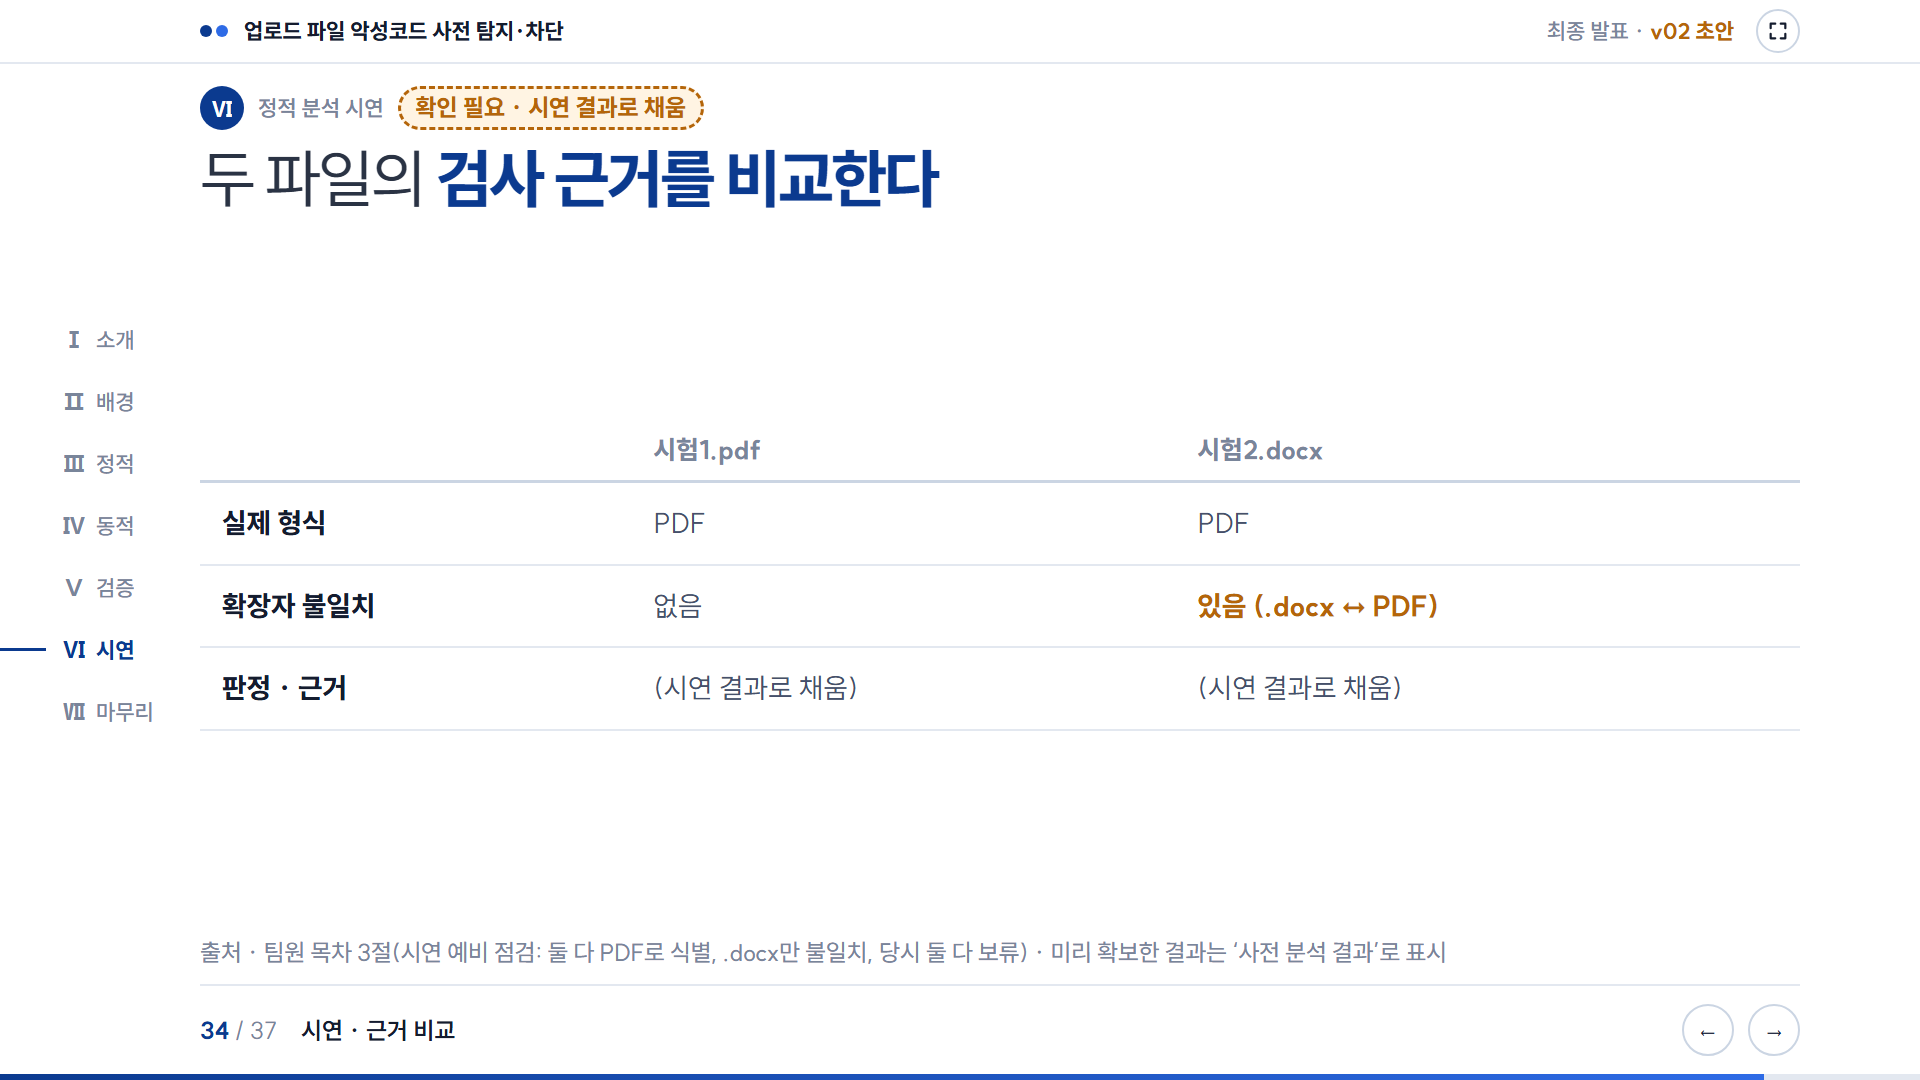 업로드 파일 악성코드 사전 탐지·차단
최종 발표 · v02 초안
Ⅵ 정적 분석 시연 확인 필요 · 시연 결과로 채움
두 파일의 검사 근거를 비교한다
Ⅰ 소개
Ⅱ 배경
Ⅲ 정적
Ⅳ 동적
Ⅴ 검증
Ⅵ 시연
Ⅶ 마무리
시험1.pdf 시험2.docx
실제 형식 PDF PDF
확장자 불일치 없음 있음 (.docx ↔ PDF)
판정 · 근거 (시연 결과로 채움) (시연 결과로 채움)
출처 · 팀원 목차 3절(시연 예비 점검: 둘 다 PDF로 식별, .docx만 불일치, 당시 둘 다 보류) · 미리 확보한 결과는 ‘사전 분석 결과’로 표시
34 / 37 시연 · 근거 비교
← →